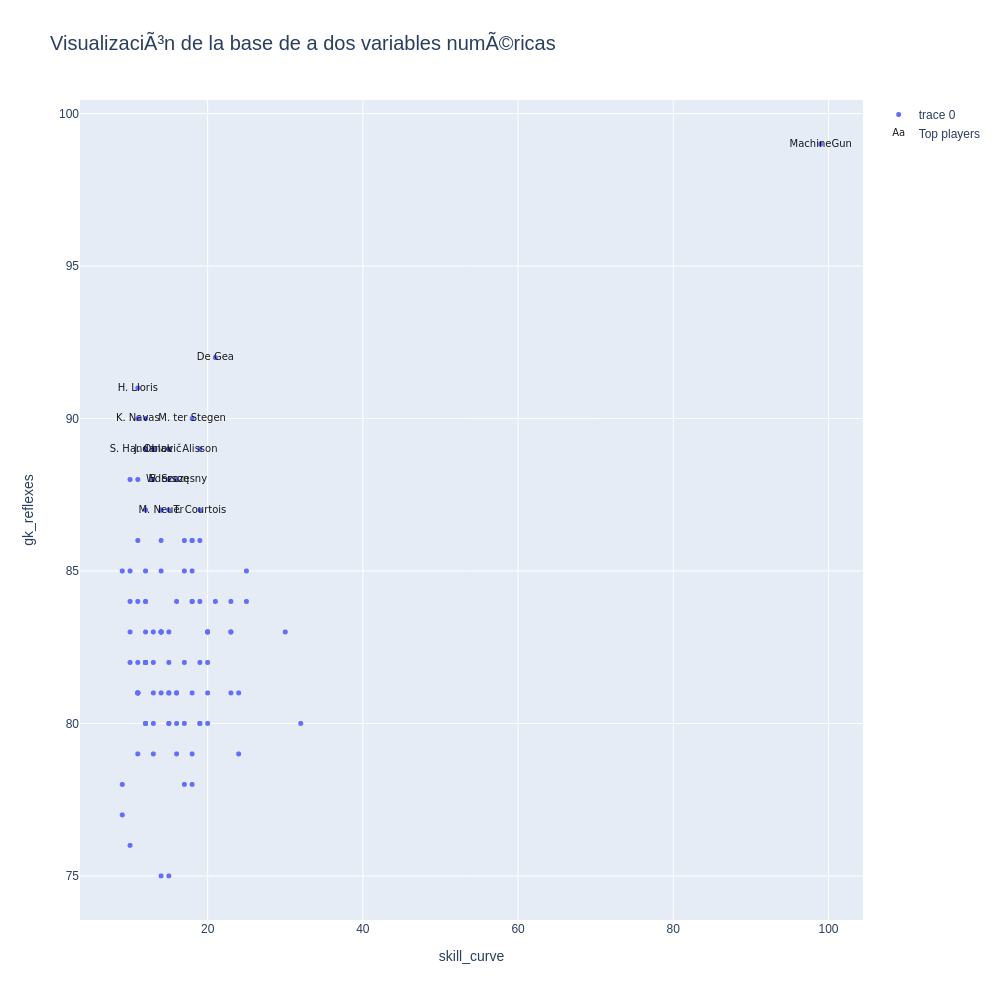 VisualizaciÃ³n de la base de a dos variables numÃ©ricas
trace 0
Aa Top players
100
MachineGun
95
De Gea
H. Lloris
90
K. Navas M. ter Stegen
S. Handanovič J. Oblak Alisson
W. Szczęsny
M. Neuer T. Courtois
85
80
75
gk_reflexes
20 40 60 80 100
skill_curve